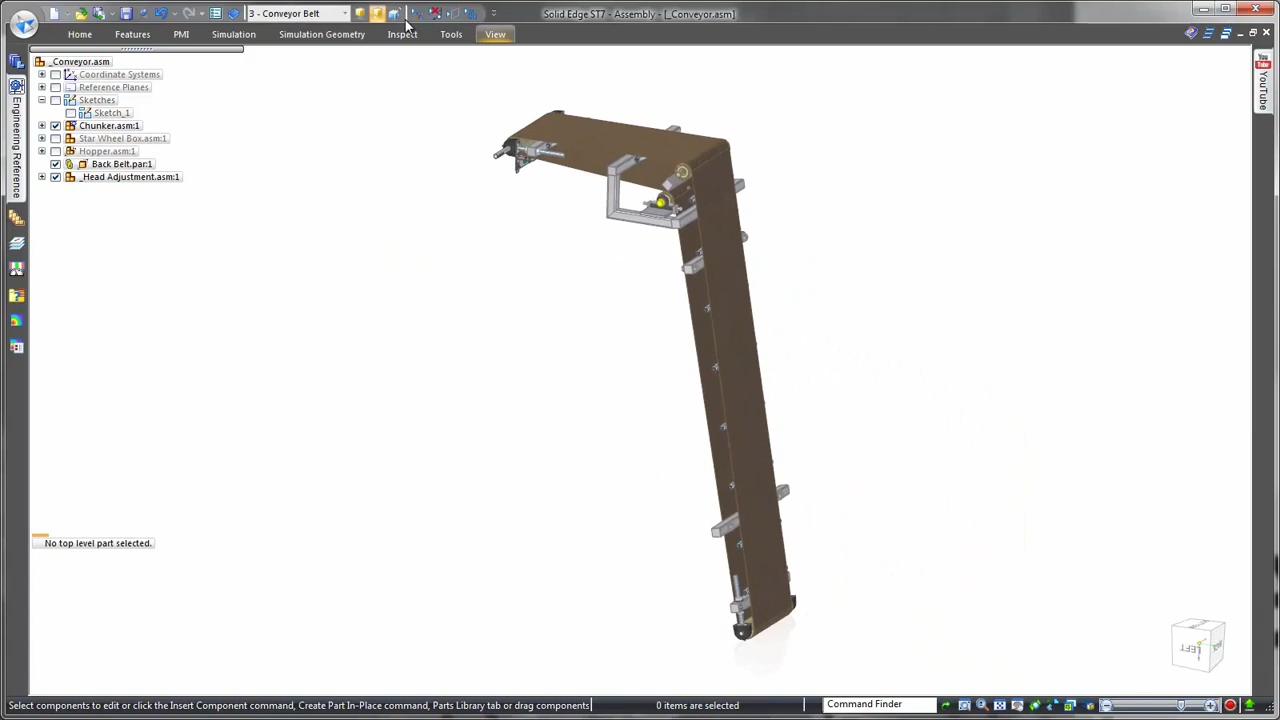 3 - Conveyor Belt
Solid Edge ST7 - Assembly - [_Conveyor.asm]
Home Features PMI Simulation Simulation Geometry Inspect Tools View
_Conveyor.asm
Coordinate Systems
Reference Planes
Sketches
Sketch_1
Chunker.asm:1
Star Wheel Box.asm:1
Hopper.asm:1
Back Belt.par:1
_Head Adjustment.asm:1
Engineering Reference
You Tube
YouTube
No top level part selected.
LEFT
Select components to edit or click the Insert Component command, Create Part In-Place command, Parts Library tab or drag components
0 items are selected
Command Finder